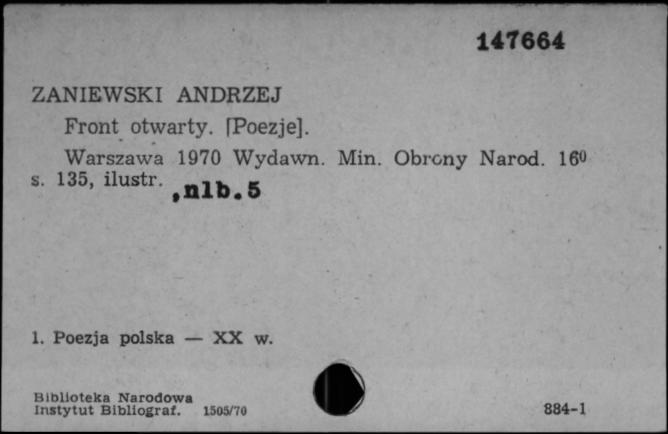 147664
ZANIEWSKI ANDRZEJ
Front otwarty. [Poezje].
Warszawa 1970 Wydawn. Min. Obrony Narod. 16⁰
s. 135, ilustr. ,nlb.5
1. Poezja polska — XX w.
Biblioteka Narodowa
Instytut Bibliograf. 1505/70
884-1